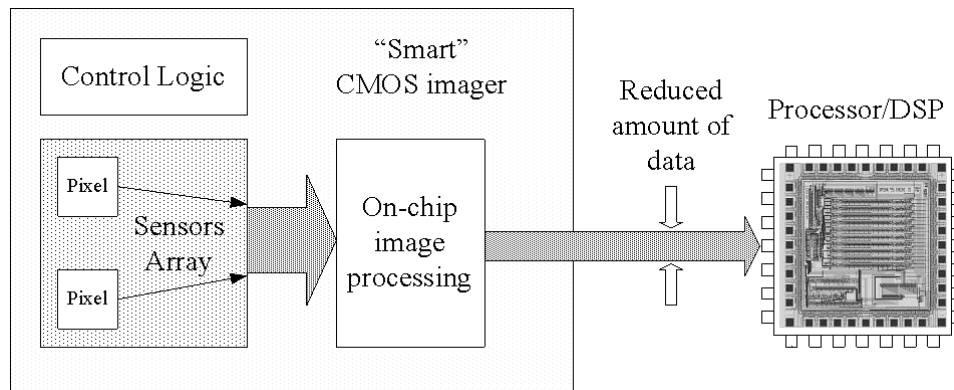 “Smart”
CMOS imager
Control Logic
Pixel
Sensors
Array
Pixel
On-chip
image
processing
Reduced
amount of
data
Processor/DSP